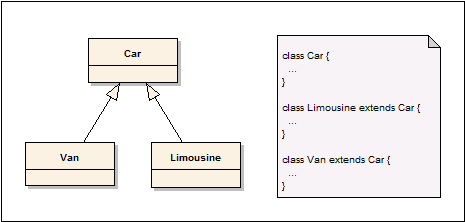 Car
Van
Limousine
class Car {
...
}
class Limousine extends Car {
...
}
class Van extends Car {
...
}